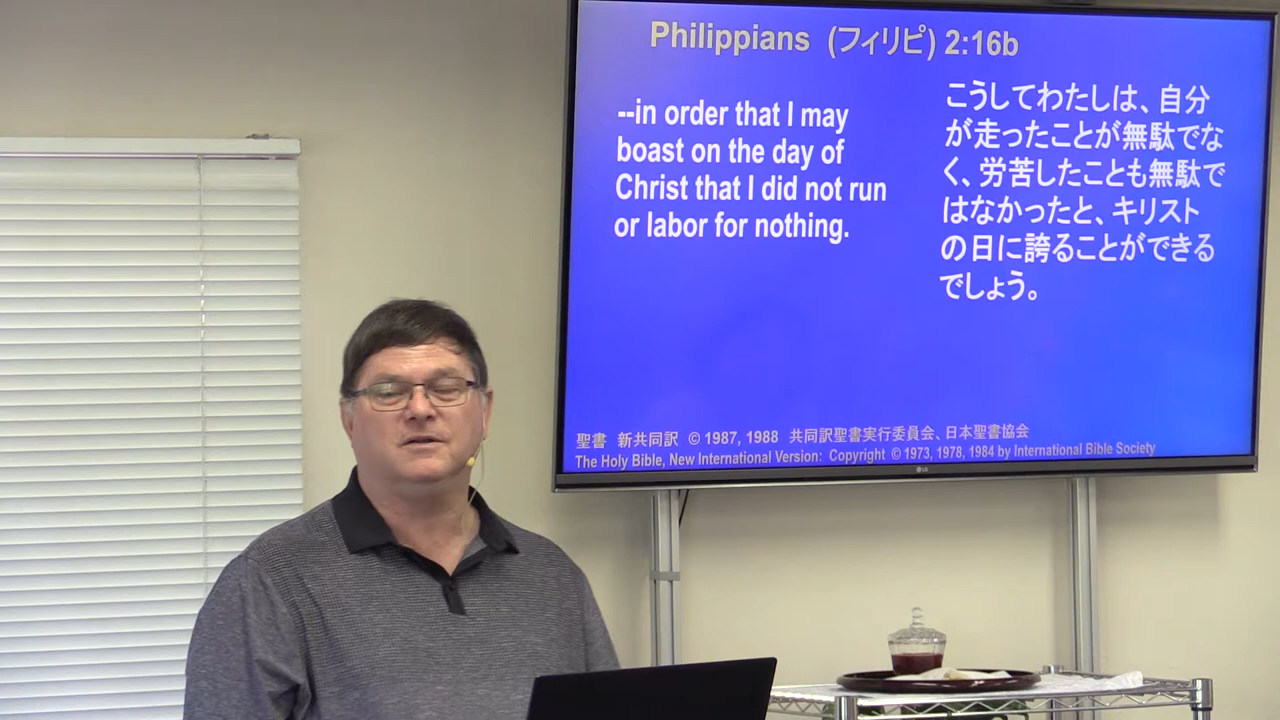 Philippians (フィリピ) 2:16b
--in order that I may
boast on the day of
Christ that I did not run
or labor for nothing.
こうしてわたしは、自分
が走ったことが無駄でな
く、労苦したことも無駄で
はなかったと、キリスト
の日に誇ることができる
でしょう。
聖書 新共同訳 © 1987, 1988 共同訳聖書実行委員会、日本聖書協会
The Holy Bible, New International Version: Copyright © 1973, 1978, 1984 by International Bible Society
LG